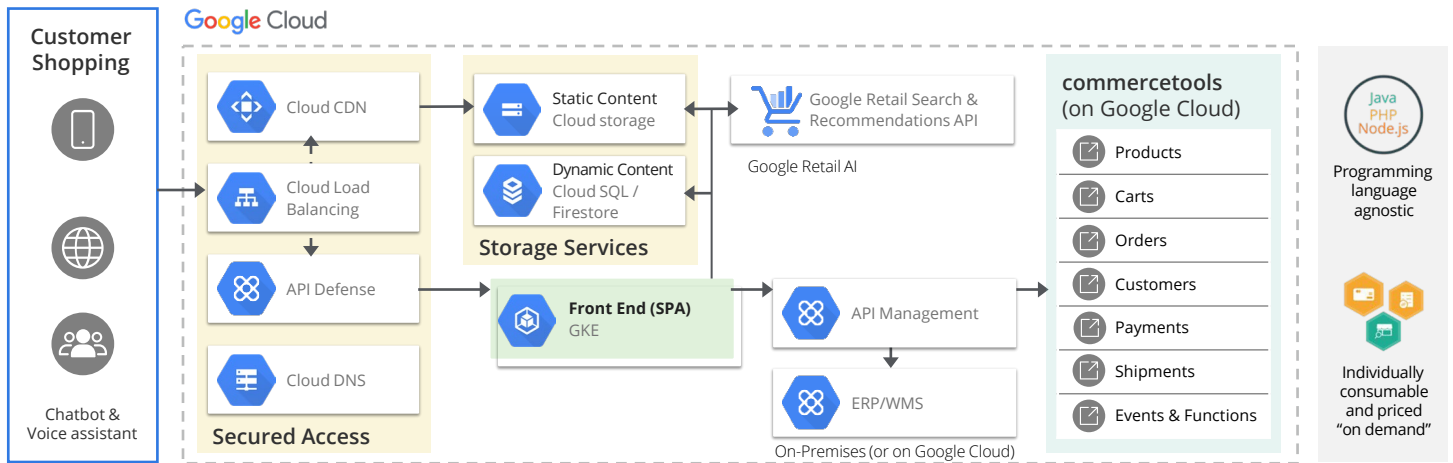 Google Cloud
Customer
Shopping
Chatbot &
Voice assistant
Cloud CDN
Cloud Load
Balancing
API Defense
Cloud DNS
Secured Access
Static Content
Cloud storage
Dynamic Content
Cloud SQL /
Firestore
Storage Services
Front End (SPA)
GKE
Google Retail Search &
Recommendations API
Google Retail AI
API Management
ERP/WMS
On-Premises (or on Google Cloud)
commercetools
(on Google Cloud)
Products
Carts
Orders
Customers
Payments
Shipments
Events & Functions
Java
PHP
Node.js
Programming
language
agnostic
Individually
consumable
and priced
“on demand”